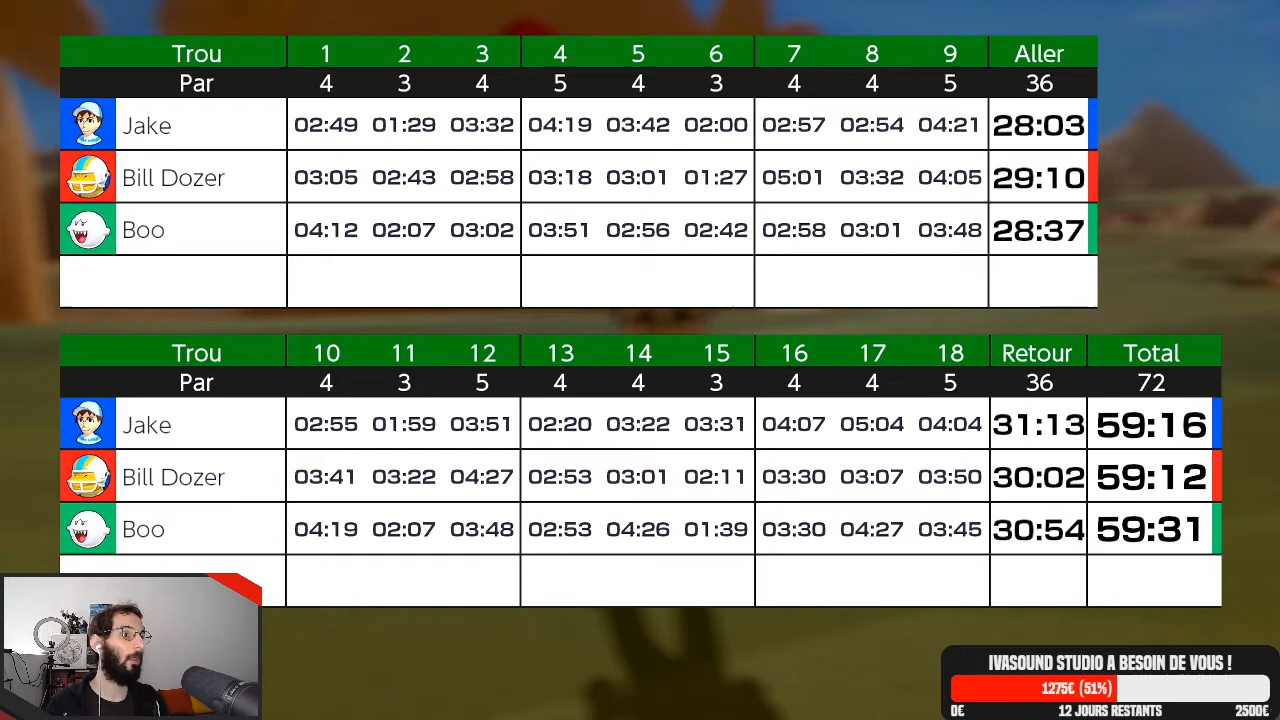 Trou 1 2 3 4 5 6 7 8 9 Aller
Par 4 3 4 5 4 3 4 4 5 36
Jake 02:49 01:29 03:32 04:19 03:42 02:00 02:57 02:54 04:21 28:03
Bill Dozer 03:05 02:43 02:58 03:18 03:01 01:27 05:01 03:32 04:05 29:10
Boo 04:12 02:07 03:02 03:51 02:56 02:42 02:58 03:01 03:48 28:37
Trou 10 11 12 13 14 15 16 17 18 Retour Total
Par 4 3 5 4 4 3 4 4 5 36 72
Jake 02:55 01:59 03:51 02:20 03:22 03:31 04:07 05:04 04:04 31:13 59:16
Bill Dozer 03:41 03:22 04:27 02:53 03:01 02:11 03:30 03:07 03:50 30:02 59:12
Boo 04:19 02:07 03:48 02:53 04:26 01:39 03:30 04:27 03:45 30:54 59:31
IVASOUND STUDIO A BESOIN DE VOUS !
1275€ (51%)
0€ 12 JOURS RESTANTS 2500€